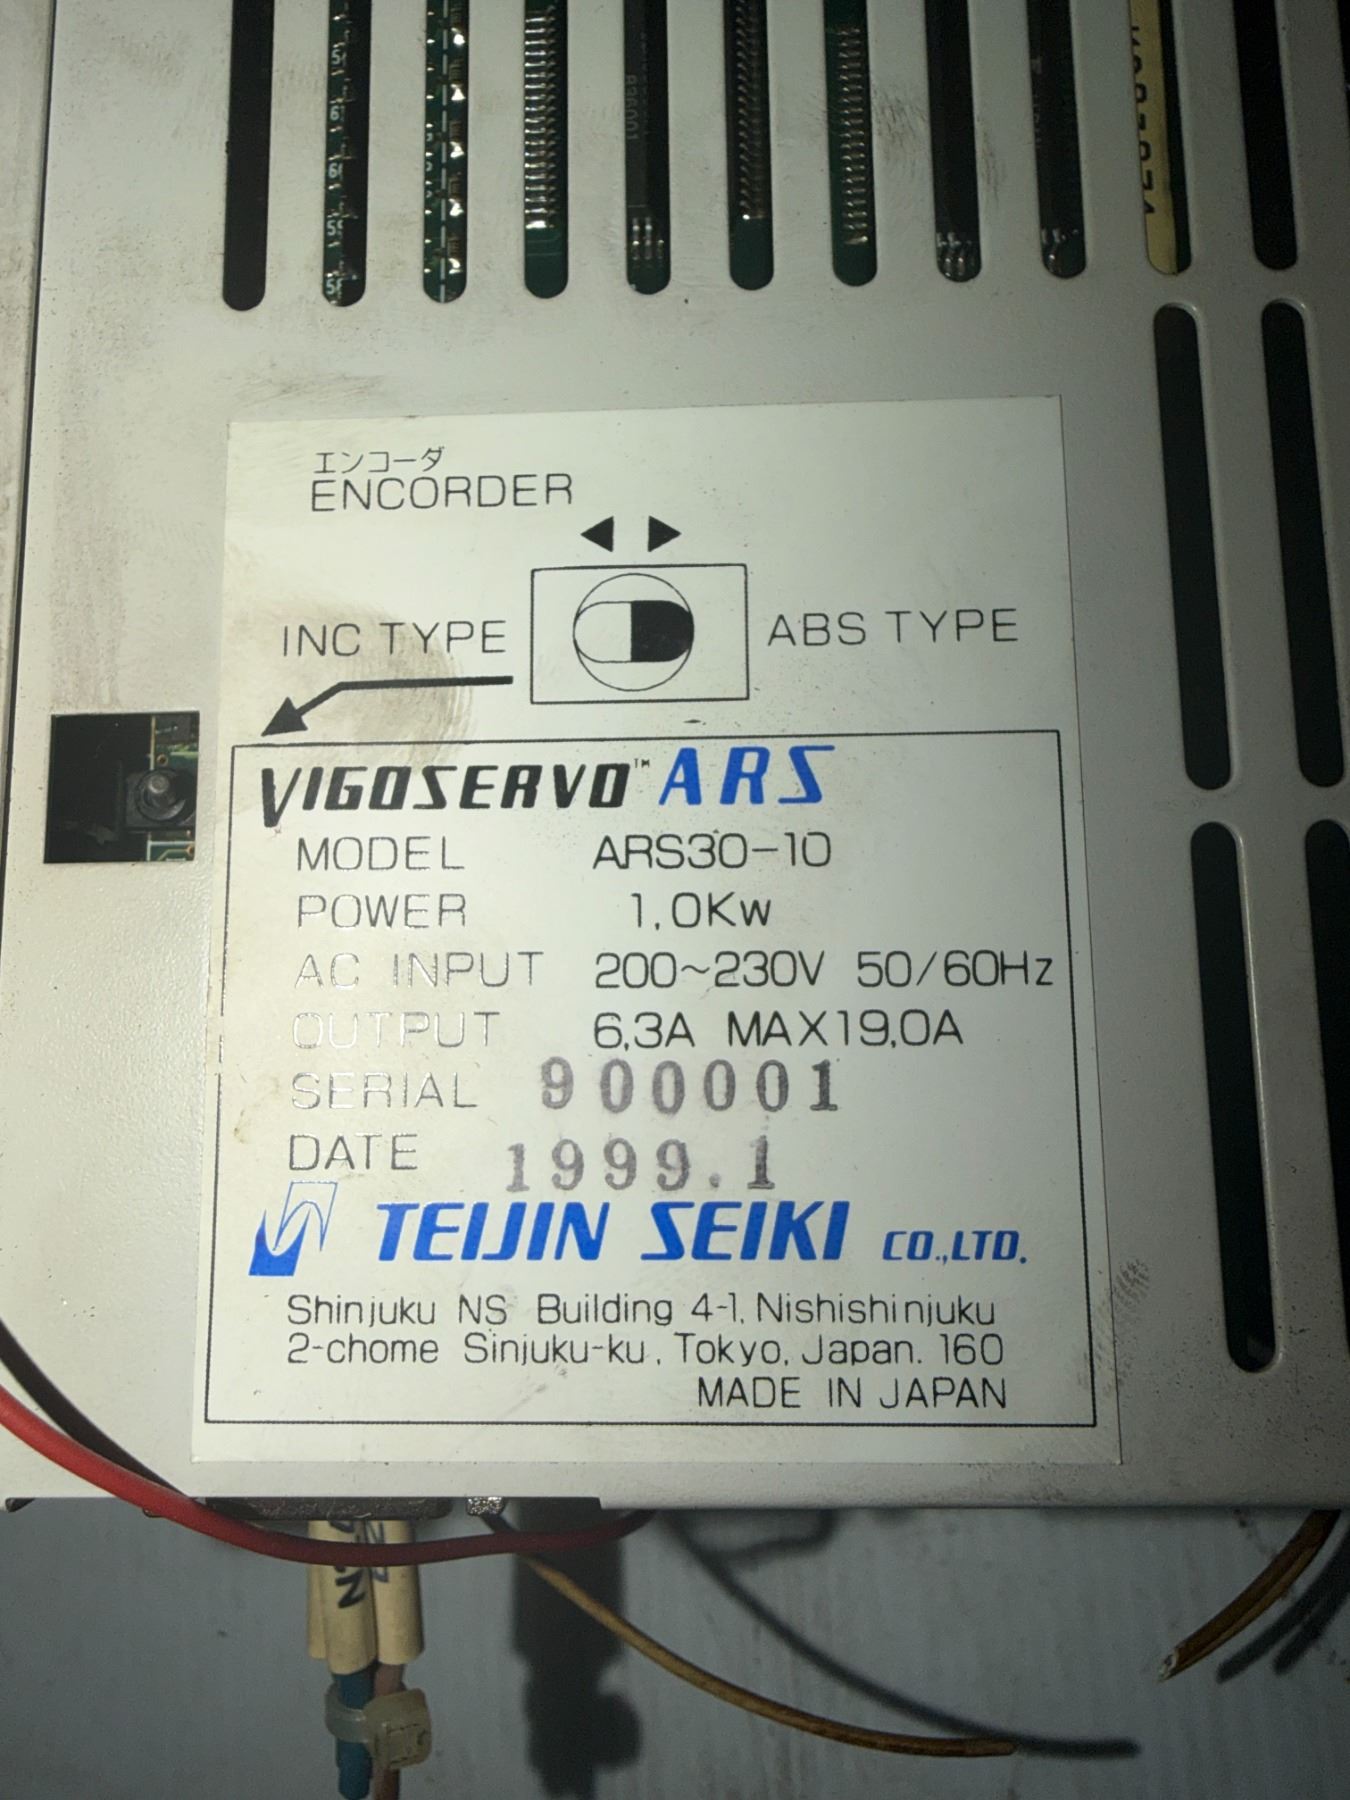 エンコーダ
ENCORDER
INC TYPE ABS TYPE
VIGOSERVO™ ARS
MODEL ARS30-10
POWER 1.0Kw
AC INPUT 200~230V 50/60Hz
OUTPUT 6.3A MAX19.0A
SERIAL 900001
DATE 1999.1
TEIJIN SEIKI CO.,LTD.
Shinjuku NS Building 4-1, Nishishinjuku
2-chome Sinjuku-ku, Tokyo, Japan. 160
MADE IN JAPAN